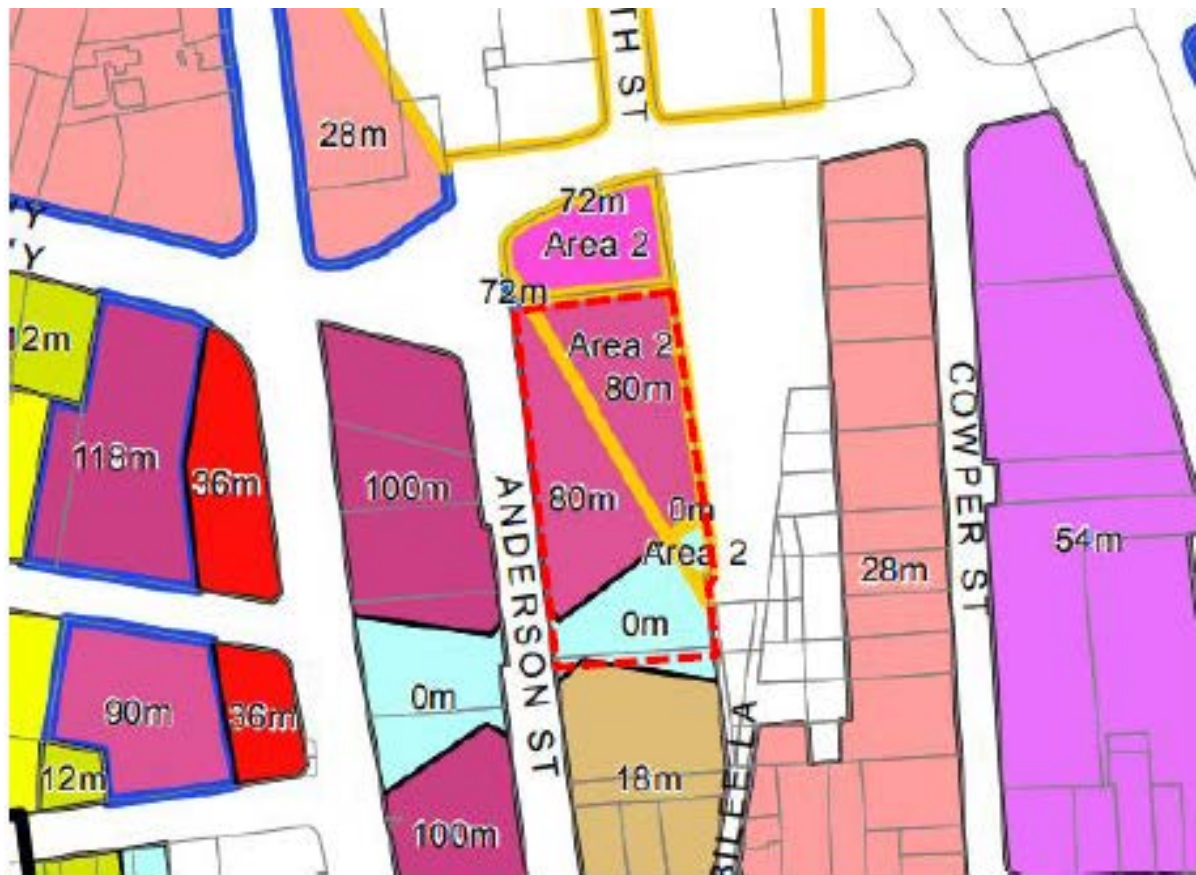 TH ST
28m
72m
Area 2
Y
Y
72m
12m
Area 2
80m
118m
36m
100m
80m
0m
Area 2
ANDERSON ST
COWPER ST
54m
28m
0m
0m
90m
36m
12m
18m
100m